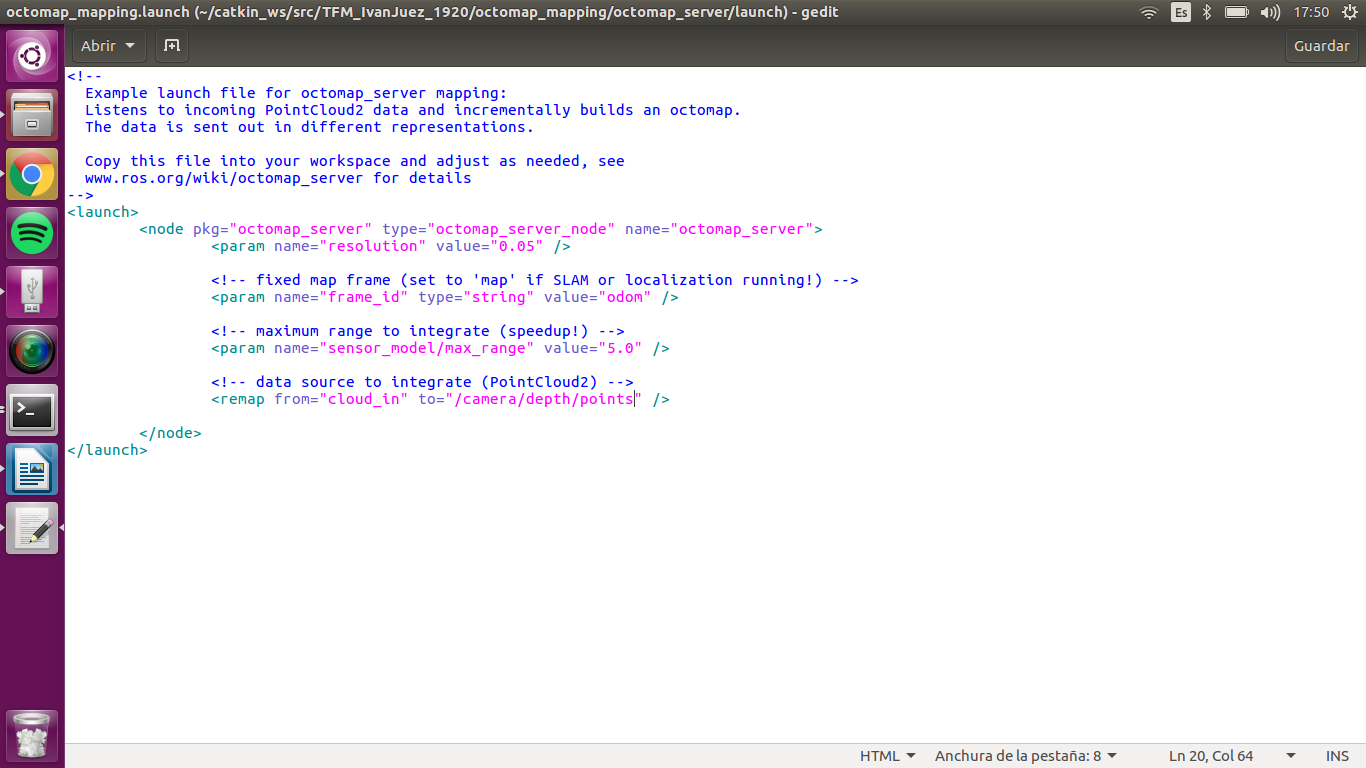 octomap_mapping.launch (~/catkin_ws/src/TFM_IvanJuez_1920/octomap_mapping/octomap_server/launch) - gedit
Es
17:50
Abrir
Guardar
<!--
  Example launch file for octomap_server mapping:
  Listens to incoming PointCloud2 data and incrementally builds an octomap.
  The data is sent out in different representations.
  Copy this file into your workspace and adjust as needed, see
  www.ros.org/wiki/octomap_server for details
-->
<launch>
        <node pkg="octomap_server" type="octomap_server_node" name="octomap_server">
                <param name="resolution" value="0.05" />
                <!-- fixed map frame (set to 'map' if SLAM or localization running!) -->
                <param name="frame_id" type="string" value="odom" />
                <!-- maximum range to integrate (speedup!) -->
                <param name="sensor_model/max_range" value="5.0" />
                <!-- data source to integrate (PointCloud2) -->
                <remap from="cloud_in" to="/camera/depth/points" />
        </node>
</launch>
HTML
Anchura de la pestaña: 8
Ln 20, Col 64
INS